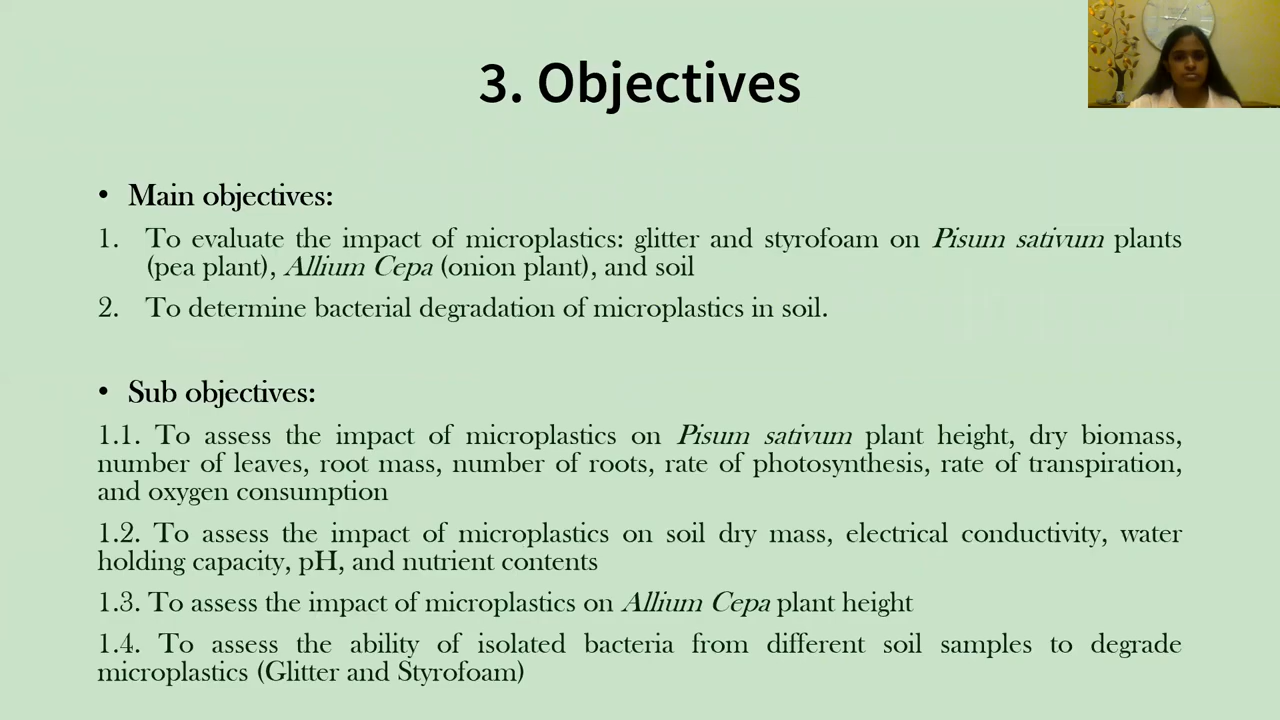 3. Objectives
• Main objectives:
1. To evaluate the impact of microplastics: glitter and styrofoam on Pisum sativum plants
(pea plant), Allium Cepa (onion plant), and soil
2. To determine bacterial degradation of microplastics in soil.
• Sub objectives:
1.1. To assess the impact of microplastics on Pisum sativum plant height, dry biomass,
number of leaves, root mass, number of roots, rate of photosynthesis, rate of transpiration,
and oxygen consumption
1.2. To assess the impact of microplastics on soil dry mass, electrical conductivity, water
holding capacity, pH, and nutrient contents
1.3. To assess the impact of microplastics on Allium Cepa plant height
1.4. To assess the ability of isolated bacteria from different soil samples to degrade
microplastics (Glitter and Styrofoam)